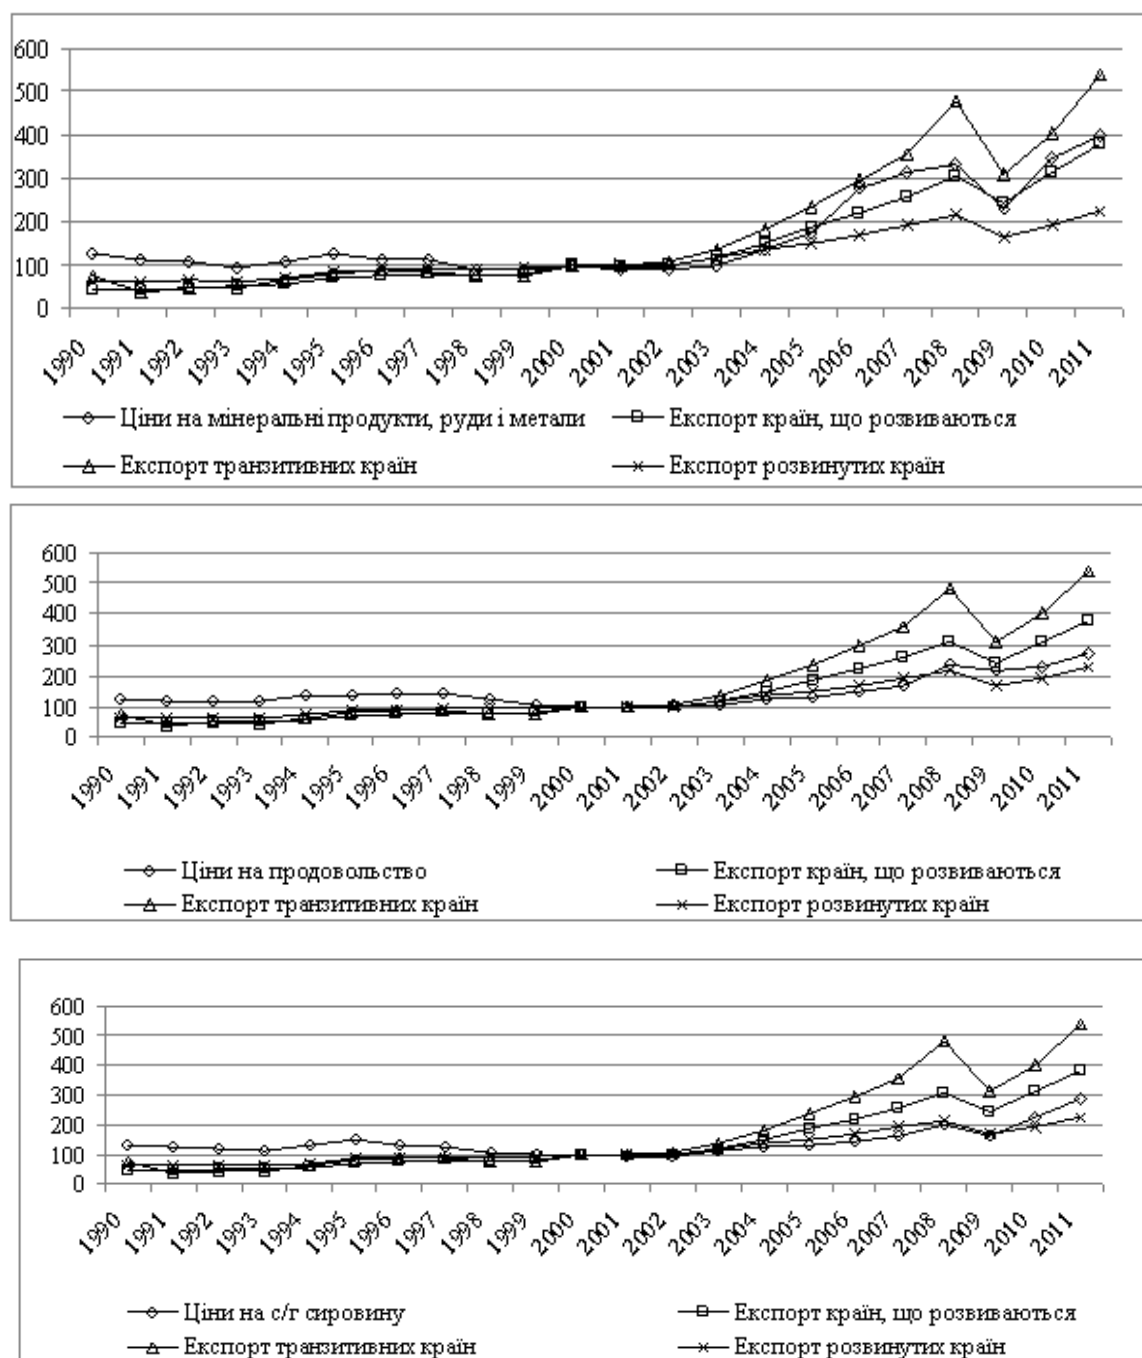 600
500
400
300
200
100
0
1990 1991 1992 1993 1994 1995 1996 1997 1998 1999 2000 2001 2002 2003 2004 2005 2006 2007 2008 2009 2010 2011
Ціни на мінеральні продукти, руди і метали Експорт країн, що розвиваються
Експорт транзитивних країн Експорт розвинутих країн
600
500
400
300
200
100
0
1990 1991 1992 1993 1994 1995 1996 1997 1998 1999 2000 2001 2002 2003 2004 2005 2006 2007 2008 2009 2010 2011
Ціни на продовольство Експорт країн, що розвиваються
Експорт транзитивних країн Експорт розвинутих країн
600
500
400
300
200
100
0
1990 1991 1992 1993 1994 1995 1996 1997 1998 1999 2000 2001 2002 2003 2004 2005 2006 2007 2008 2009 2010 2011
Ціни на с/г сировину Експорт країн, що розвиваються
Експорт транзитивних країн Експорт розвинутих країн